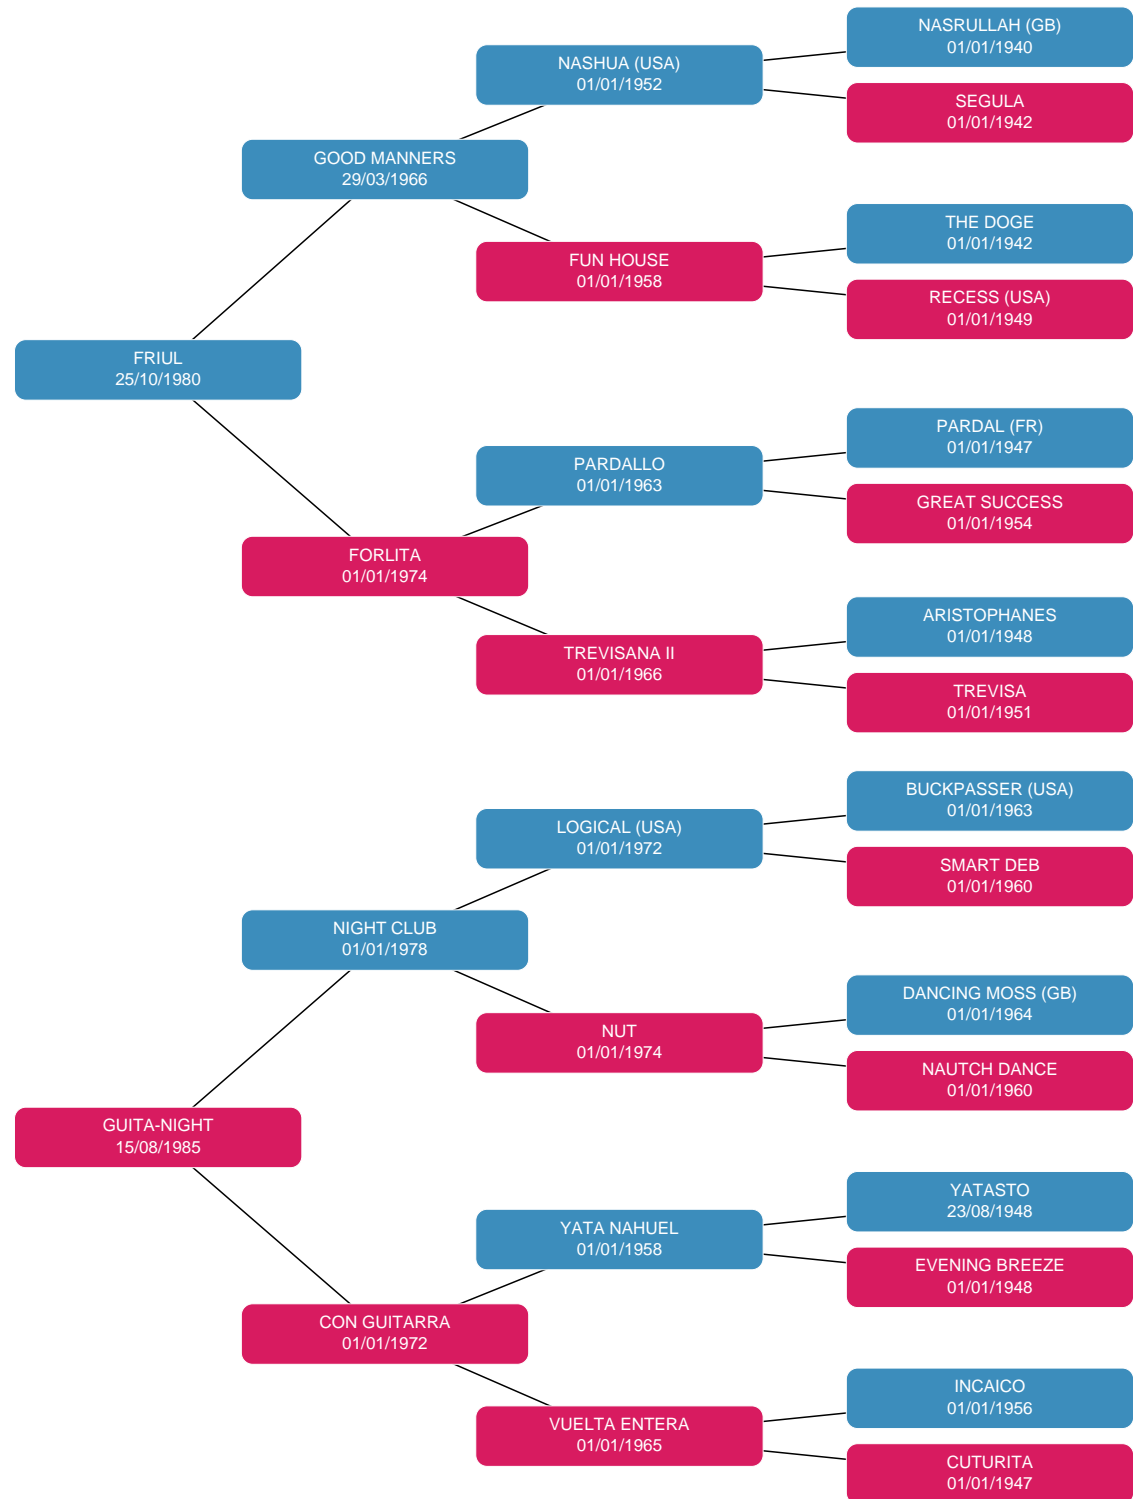 NASRULLAH (GB)
01/01/1940
NASHUA (USA)
01/01/1952
SEGULA
01/01/1942
GOOD MANNERS
29/03/1966
THE DOGE
01/01/1942
FUN HOUSE
01/01/1958
RECESS (USA)
01/01/1949
FRIUL
25/10/1980
PARDAL (FR)
01/01/1947
PARDALLO
01/01/1963
GREAT SUCCESS
01/01/1954
FORLITA
01/01/1974
ARISTOPHANES
01/01/1948
TREVISANA II
01/01/1966
TREVISA
01/01/1951
BUCKPASSER (USA)
01/01/1963
LOGICAL (USA)
01/01/1972
SMART DEB
01/01/1960
NIGHT CLUB
01/01/1978
DANCING MOSS (GB)
01/01/1964
NUT
01/01/1974
NAUTCH DANCE
01/01/1960
GUITA-NIGHT
15/08/1985
YATASTO
23/08/1948
YATA NAHUEL
01/01/1958
EVENING BREEZE
01/01/1948
CON GUITARRA
01/01/1972
INCAICO
01/01/1956
VUELTA ENTERA
01/01/1965
CUTURITA
01/01/1947